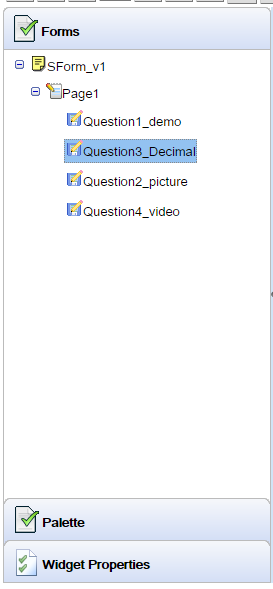 Forms
SForm_v1
Page1
Question1_demo
Question3_Decimal
Question2_picture
Question4_video
Palette
Widget Properties